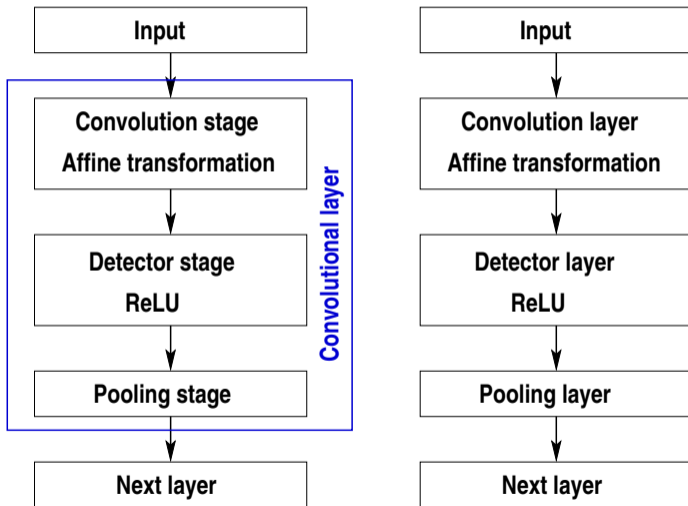 Input
Convolution stage
Affine transformation
Detector stage
ReLU
Pooling stage
Next layer
Convolutional layer
Input
Convolution layer
Affine transformation
Detector layer
ReLU
Pooling layer
Next layer